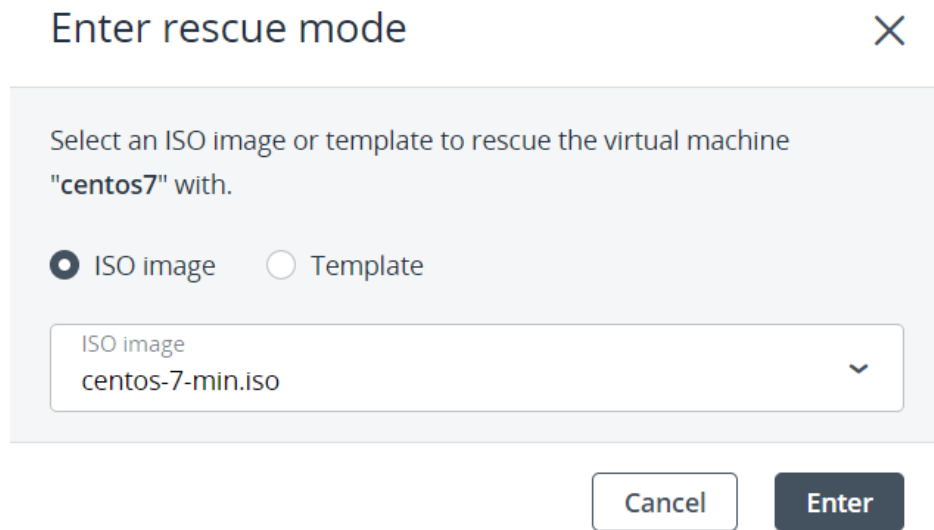 Enter rescue mode
Select an ISO image or template to rescue the virtual machine
"centos7" with.
ISO image
Template
ISO image
centos-7-min.iso
Cancel
Enter